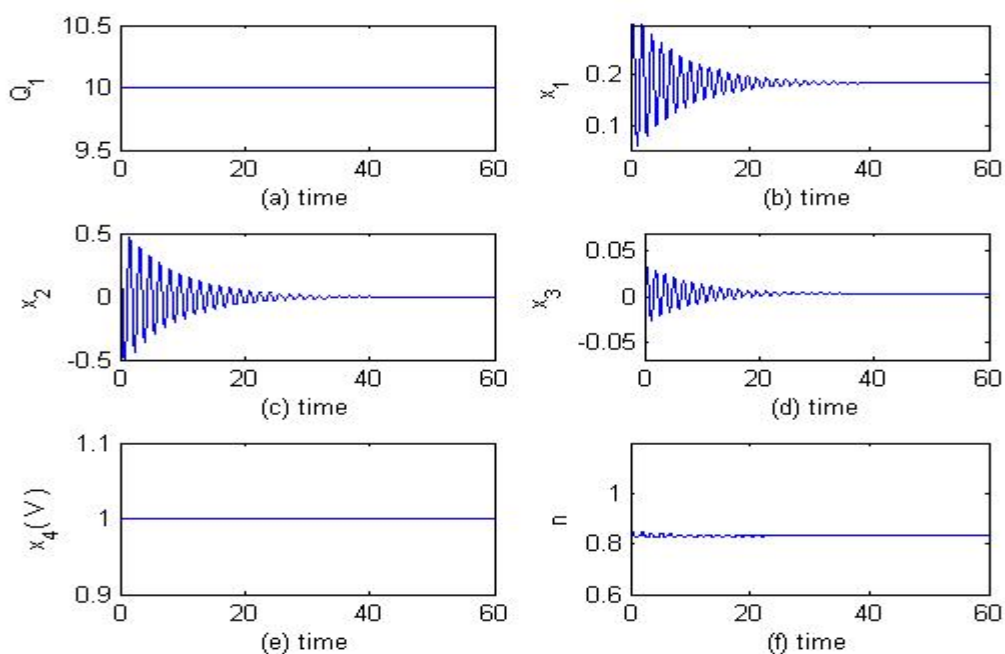 10.5
10
9.5
Q1
0 20 40 60
(a) time
0.2
0.1
x1
0 20 40 60
(b) time
0.5
0
-0.5
x2
0 20 40 60
(c) time
0.05
0
-0.05
x3
0 20 40 60
(d) time
1.1
1
0.9
x4(V)
0 20 40 60
(e) time
1
0.8
0.6
n
0 20 40 60
(f) time